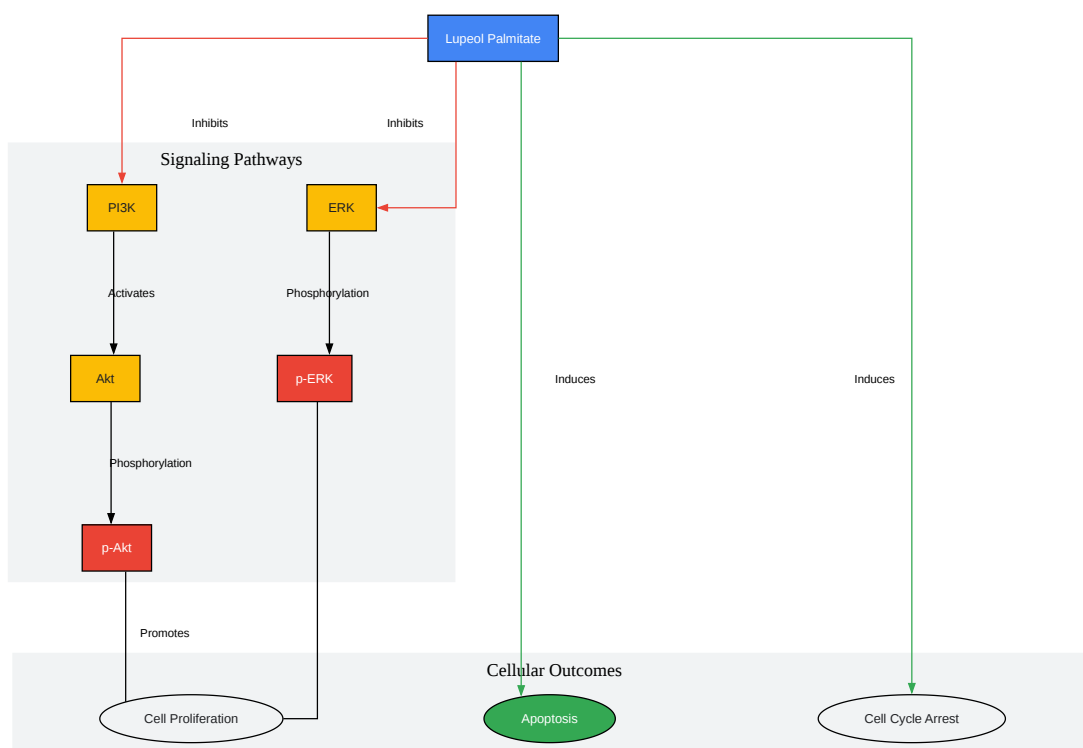 Lupeol Palmitate
Inhibits
Inhibits
Signaling Pathways
PI3K
ERK
Activates
Phosphorylation
Akt
p-ERK
Induces
Induces
Phosphorylation
p-Akt
Promotes
Cellular Outcomes
Cell Proliferation
Apoptosis
Cell Cycle Arrest